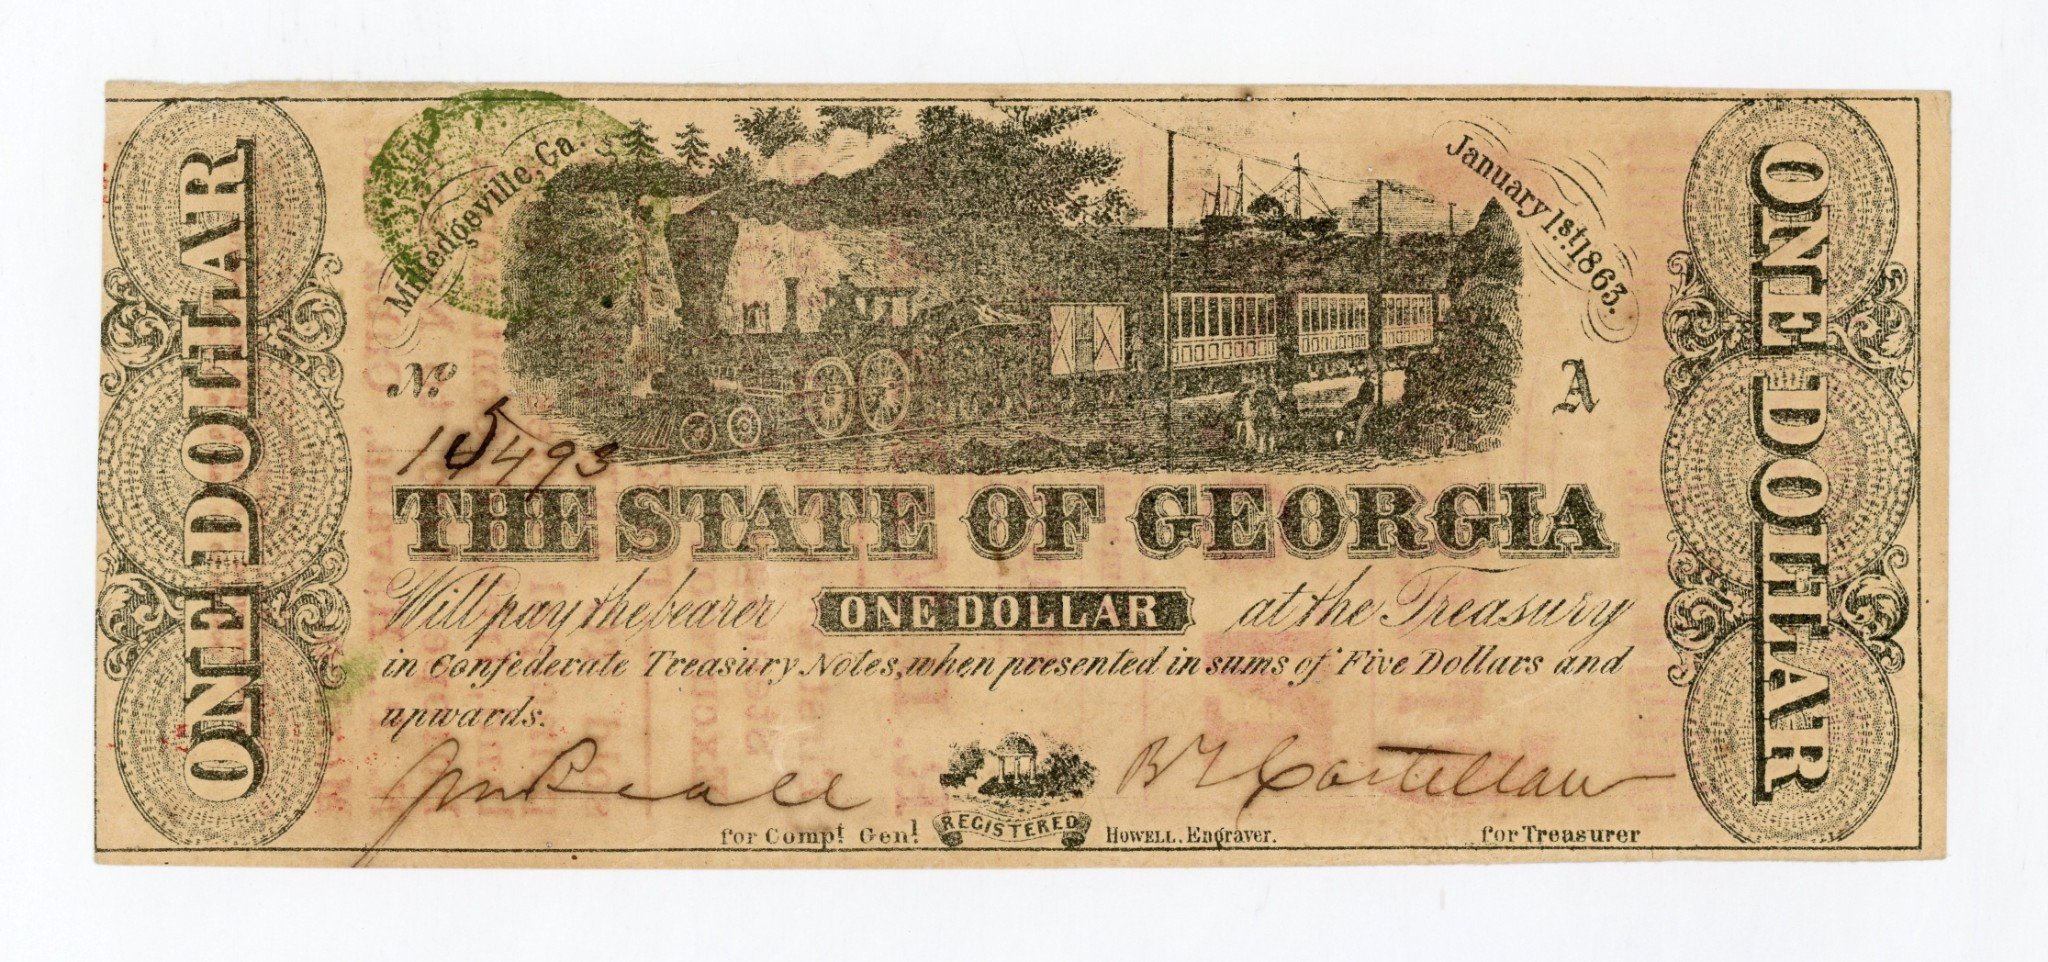 ONE DOLLAR
Milledgeville, Ga.
January 1st. 1863.
No
A
THE STATE OF GEORGIA
Will pay the bearer ONE DOLLAR at the Treasury
in Confederate Treasury Notes, when presented in sums of Five Dollars and
upwards.
for Compt. Genl.
REGISTERED
HOWELL. Engraver.
for Treasurer
ONE DOLLAR